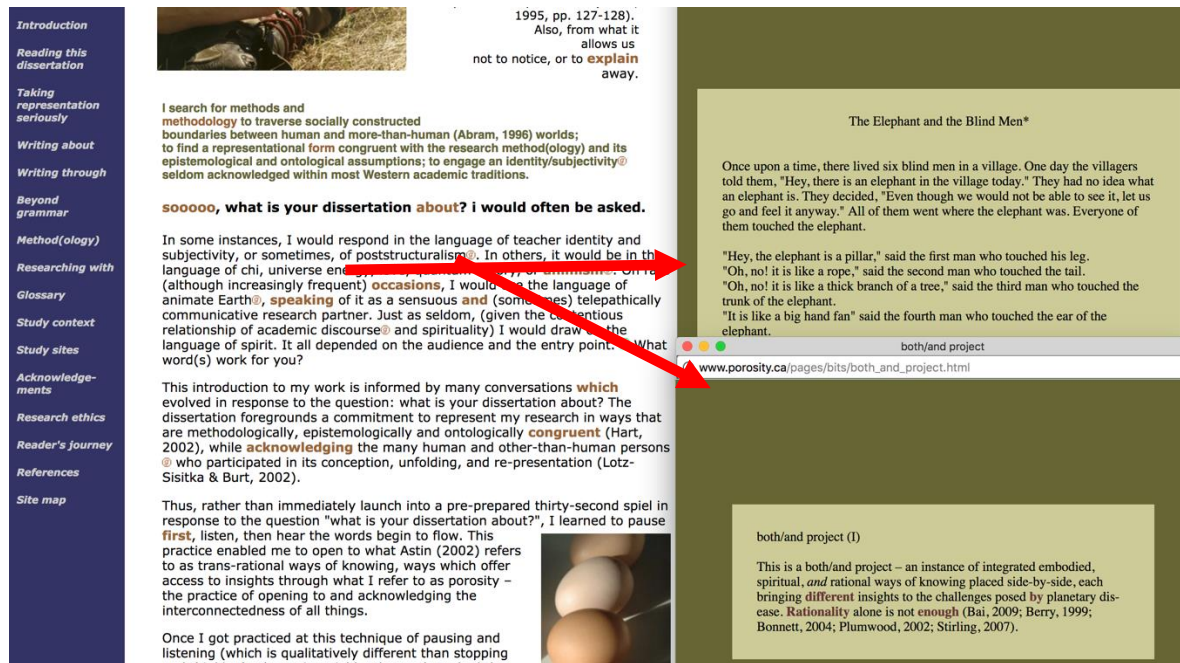 Introduction
Reading this
dissertation
Taking
representation
seriously
Writing about
Writing through
Beyond
grammar
Method(ology)
Researching with
Glossary
Study context
Study sites
Acknowledge-
ments
Research ethics
Reader's journey
References
Site map
1995, pp. 127-128).
Also, from what it
allows us
not to notice, or to explain
away.
I search for methods and
methodology to traverse socially constructed
boundaries between human and more-than-human (Abram, 1996) worlds;
to find a representational form congruent with the research method(ology) and its
epistemological and ontological assumptions; to engage an identity/subjectivity@
seldom acknowledged within most Western academic traditions.
sooooo, what is your dissertation about? i would often be asked.
In some instances, I would respond in the language of teacher identity and
subjectivity, or sometimes, of poststructuralism@. In others, it would be in the
language of chi, universe
(although increasingly frequent) occasions, I would the language of
animate Earth@, speaking of it as a sensuous and telepathically
communicative research partner. Just as seldom, (given the contentious
relationship of academic discourse@ and spirituality) I would draw the
language of spirit. It all depended on the audience and the entry point. What
word(s) work for you?
This introduction to my work is informed by many conversations which
evolved in response to the question: what is your dissertation about? The
dissertation foregrounds a commitment to represent my research in ways that
are methodologically, epistemologically and ontologically congruent (Hart,
2002), while acknowledging the many human and other-than-human persons
@ who participated in its conception, unfolding, and re-presentation (Lotz-
Sisitka & Burt, 2002).
Thus, rather than immediately launch into a pre-prepared thirty-second spiel in
response to the question "what is your dissertation about?", I learned to pause
first, listen, then hear the words begin to flow. This
practice enabled me to open to what Astin (2002) refers
to as trans-rational ways of knowing, ways which offer
access to insights through what I refer to as porosity –
the practice of opening to and acknowledging the
interconnectedness of all things.
Once I got practiced at this technique of pausing and
listening (which is qualitatively different than stopping
The Elephant and the Blind Men*
Once upon a time, there lived six blind men in a village. One day the villagers
told them, "Hey, there is an elephant in the village today." They had no idea what
an elephant is. They decided, "Even though we would not be able to see it, let us
go and feel it anyway." All of them went where the elephant was. Everyone of
them touched the elephant.
"Hey, the elephant is a pillar," said the first man who touched his leg.
"Oh, no! it is like a rope," said the second man who touched the tail.
"Oh, no! it is like a thick branch of a tree," said the third man who touched the
trunk of the elephant.
"It is like a big hand fan" said the fourth man who touched the ear of the
elephant.
both/and project
www.porosity.ca/pages/bits/both_and_project.html
both/and project (I)
This is a both/and project – an instance of integrated embodied,
spiritual, and rational ways of knowing placed side-by-side, each
bringing different insights to the challenges posed by planetary dis-
ease. Rationality alone is not enough (Bai, 2009; Berry, 1999;
Bonnett, 2004; Plumwood, 2002; Stirling, 2007).